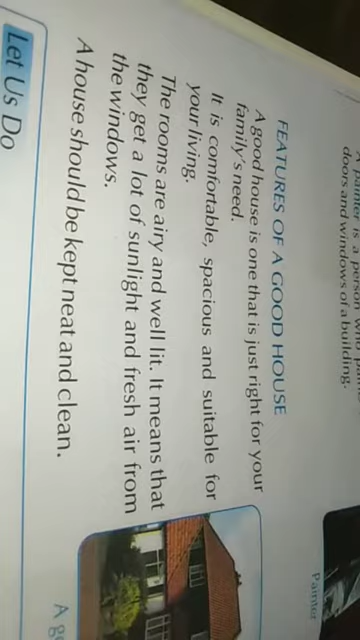 is a person who
doors and windows of a building.
Painter
FEATURES OF A GOOD HOUSE
A good house is one that is just right for your
family's need.
It is comfortable, spacious and suitable for
your living.
The rooms are airy and well lit. It means that
they get a lot of sunlight and fresh air from
the windows.
A house should be kept neat and clean.
A
Let Us Do